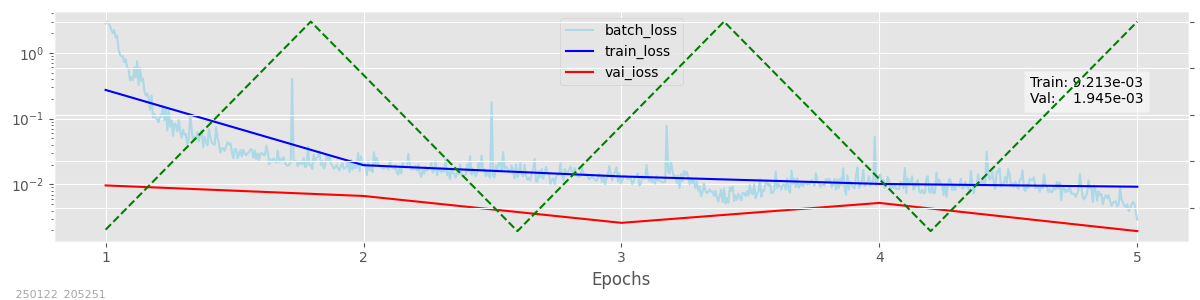 batch_loss
train_loss
vai_ioss
10⁰
10⁻¹
10⁻²
Train: 9.213e-03
Val: 1.945e-03
1 2 3 4 5
Epochs
250122_205251